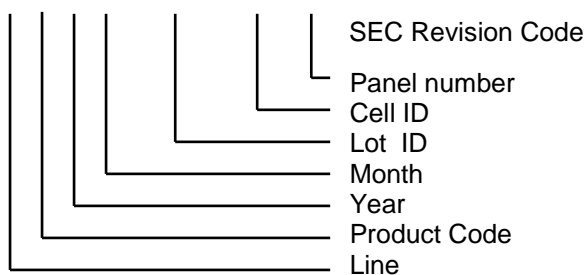 SEC Revision Code
Panel number
Cell ID
Lot ID
Month
Year
Product Code
Line